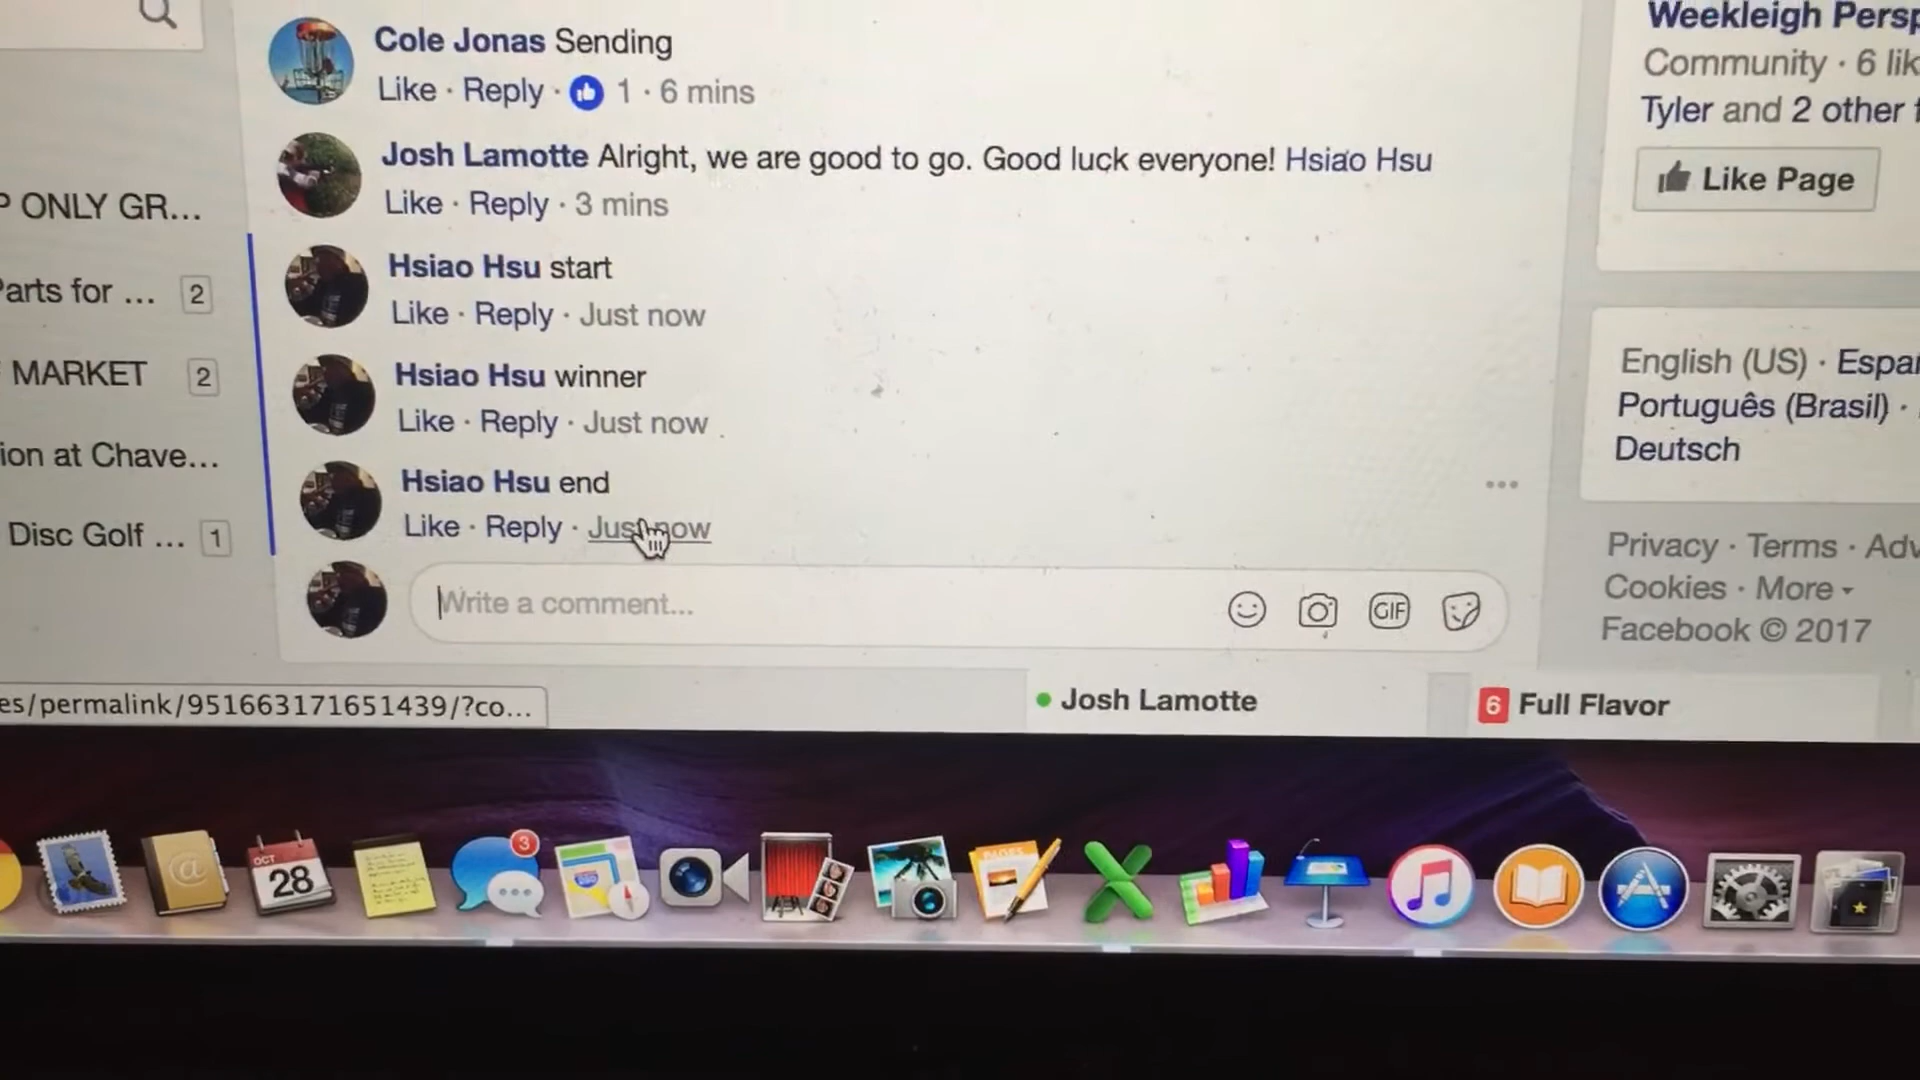 Cole Jonas Sending
Like · Reply · 1 · 6 mins
Josh Lamotte Alright, we are good to go. Good luck everyone! Hsiao Hsu
Like · Reply · 3 mins
Hsiao Hsu start
Like · Reply · Just now
Hsiao Hsu winner
Like · Reply · Just now
Hsiao Hsu end
Like · Reply · Just now
Write a comment...
GIF
P ONLY GR...
Parts for ... 2
MARKET 2
ion at Chave...
Disc Golf ... 1
Weekleigh Persp
Community · 6 lik
Tyler and 2 other f
Like Page
English (US) · Españ
Português (Brasil) ·
Deutsch
Privacy · Terms · Adv
Cookies · More
Facebook © 2017
es/permalink/951663171651439/?co...
Josh Lamotte
6 Full Flavor
OCT
28
3
PAGES